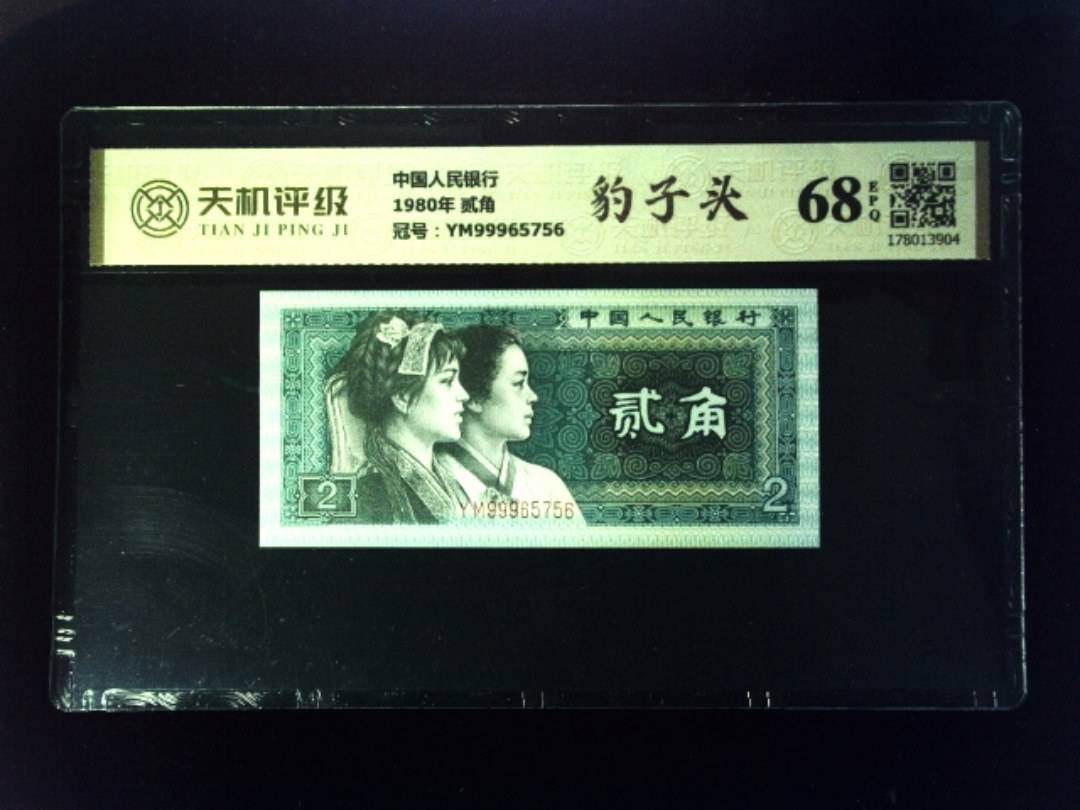 天机评级
TIAN JI PING JI
中国人民银行
1980年 贰角
冠号：YM99965756
豹子头
68
EPQ
178013904
中国人民银行
贰角
2
2
YM99965756